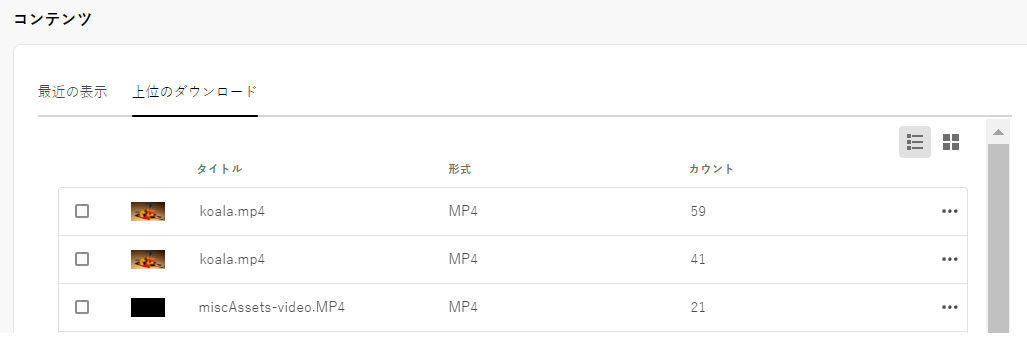 コンテンツ
最近の表示 上位のダウンロード
タイトル 形式 カウント
koala.mp4 MP4 59
koala.mp4 MP4 41
miscAssets-video.MP4 MP4 21